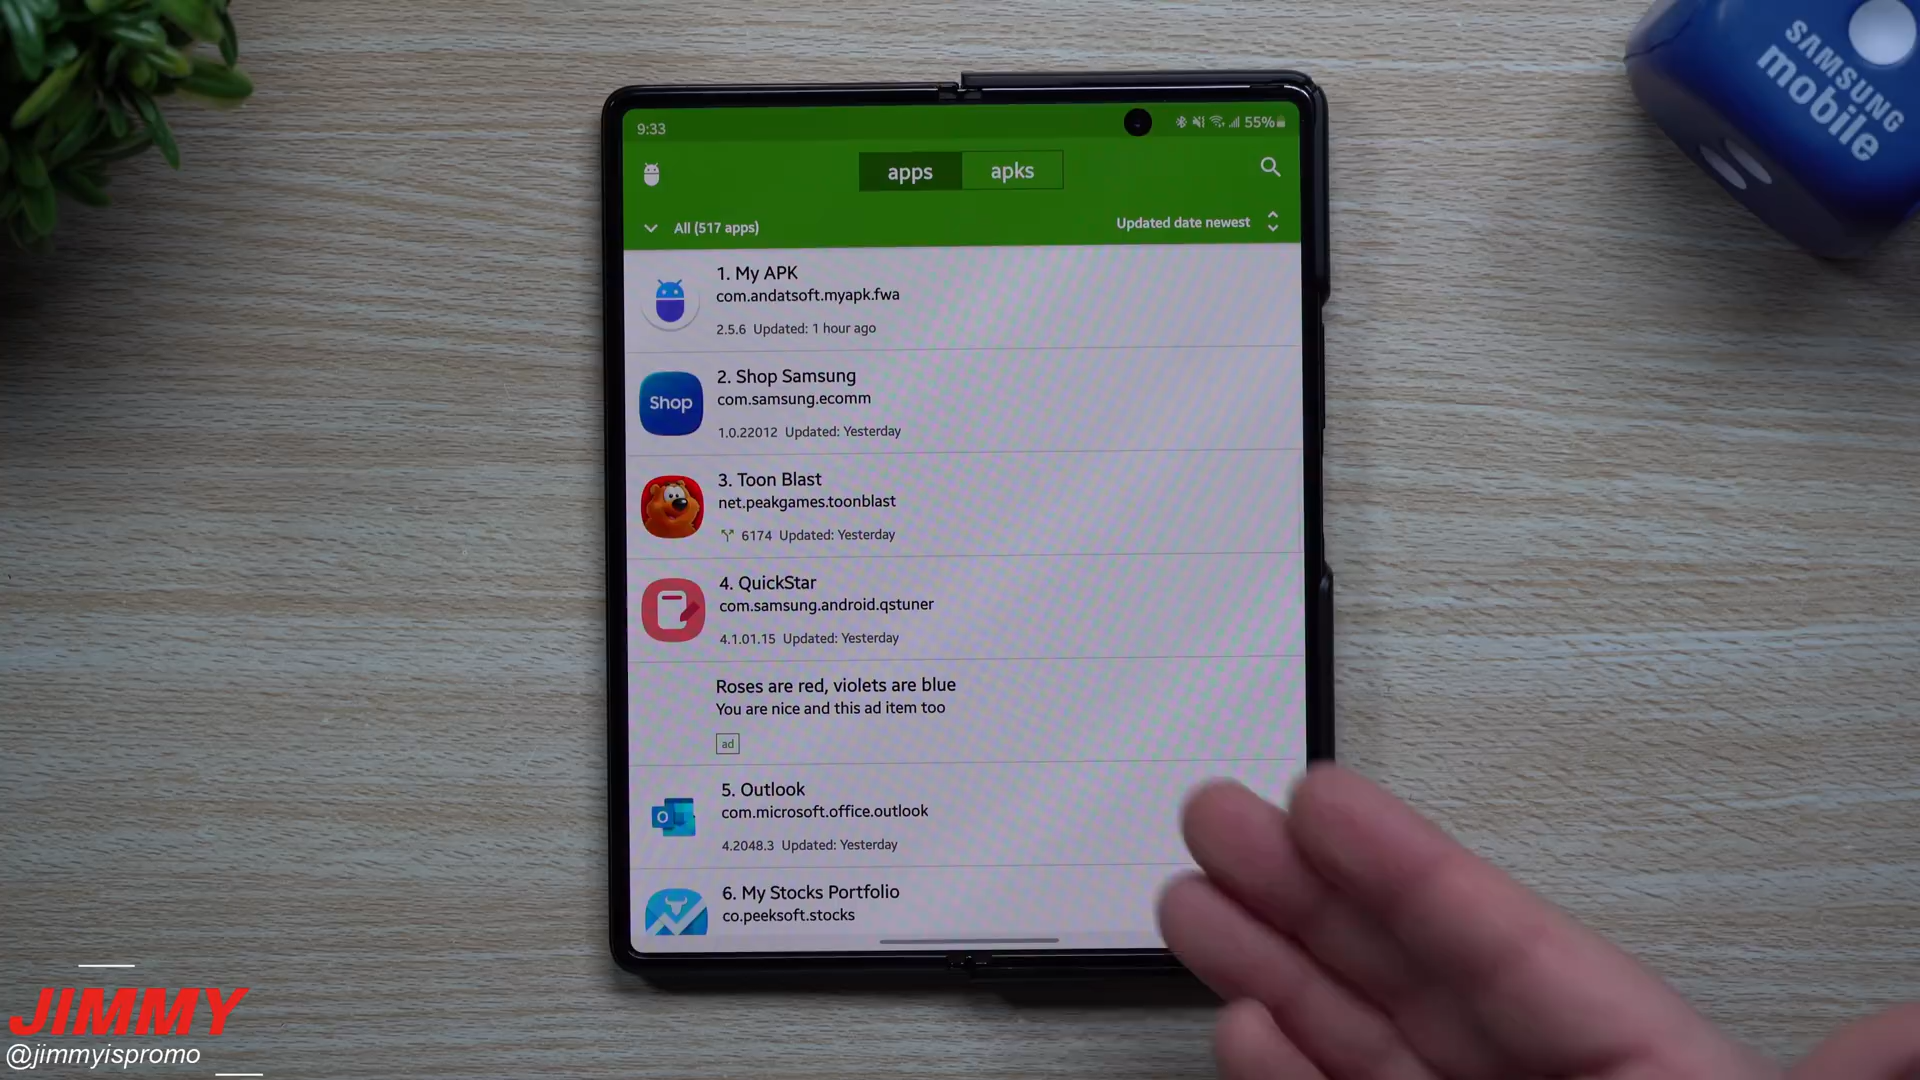 SAMSUNG
mobile
9:33
55%
apps
apks
All (517 apps)
Updated date newest
1. My APK
com.andatsoft.myapk.fwa
2.5.6 Updated: 1 hour ago
Shop
2. Shop Samsung
com.samsung.ecomm
1.0.22012 Updated: Yesterday
3. Toon Blast
net.peakgames.toonblast
6174 Updated: Yesterday
4. QuickStar
com.samsung.android.qstuner
4.1.01.15 Updated: Yesterday
Roses are red, violets are blue
You are nice and this ad item too
ad
O
5. Outlook
com.microsoft.office.outlook
4.2048.3 Updated: Yesterday
6. My Stocks Portfolio
co.peeksoft.stocks
JIMMY
@jimmyispromo